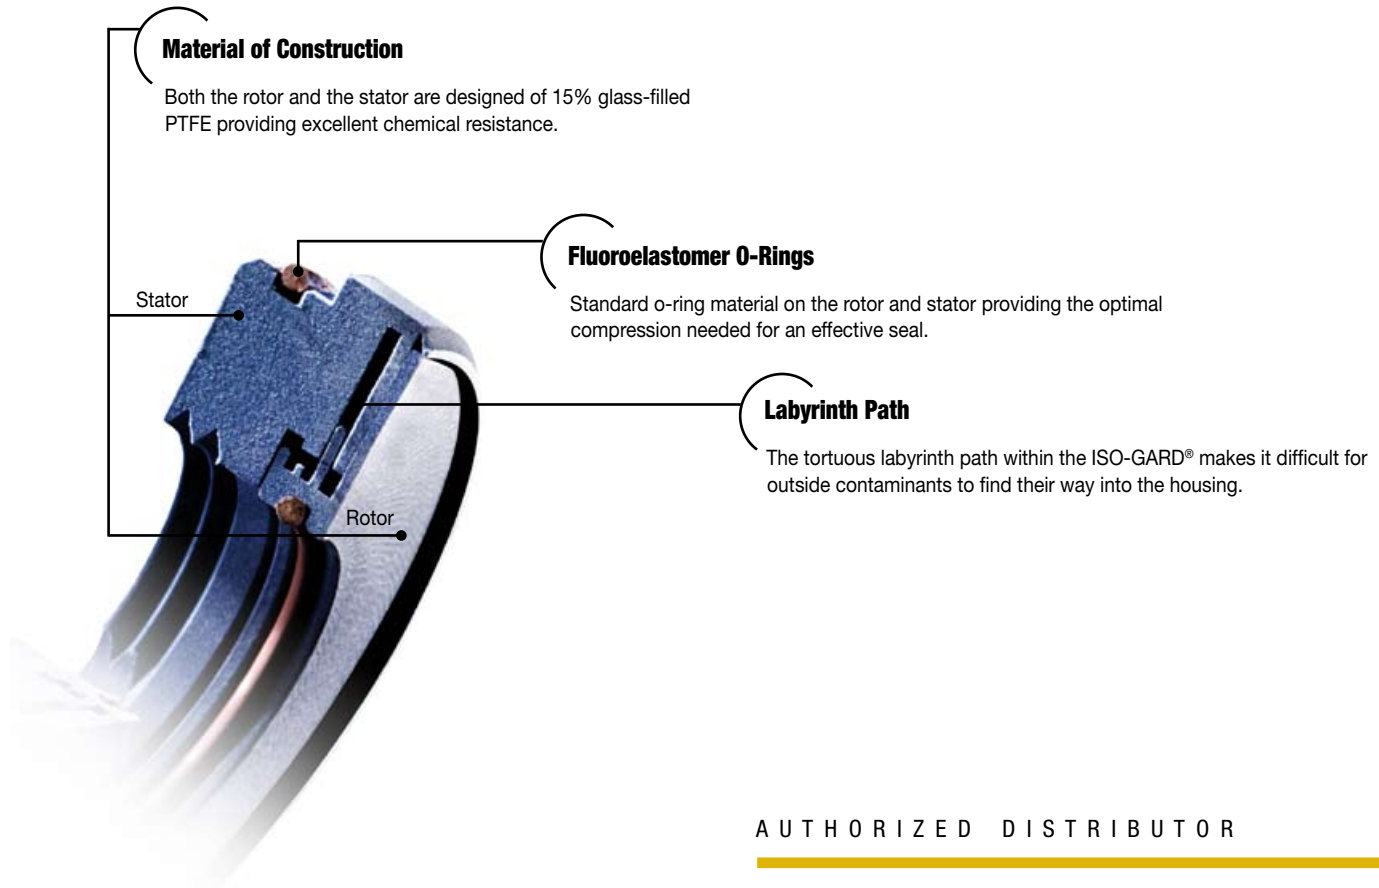 Material of Construction
Both the rotor and the stator are designed of 15% glass-filled
PTFE providing excellent chemical resistance.
Fluoroelastomer O-Rings
Standard o-ring material on the rotor and stator providing the optimal
compression needed for an effective seal.
Stator
Labyrinth Path
The tortuous labyrinth path within the ISO-GARD® makes it difficult for
outside contaminants to find their way into the housing.
Rotor
AUTHORIZED DISTRIBUTOR